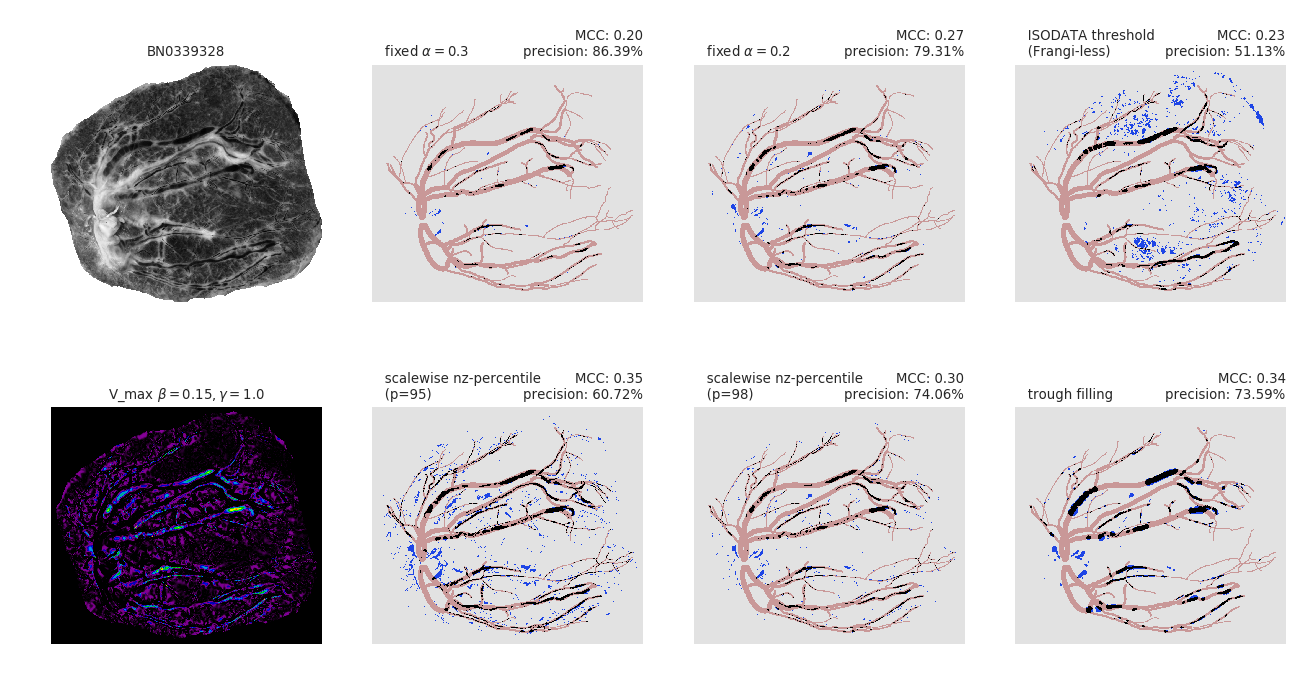 BN0339328
MCC: 0.20
fixed α = 0.3 precision: 86.39%
MCC: 0.27
fixed α = 0.2 precision: 79.31%
ISODATA threshold MCC: 0.23
(Frangi-less) precision: 51.13%
V_max β = 0.15, γ = 1.0
scalewise nz-percentile MCC: 0.35
(p=95) precision: 60.72%
scalewise nz-percentile MCC: 0.30
(p=98) precision: 74.06%
MCC: 0.34
trough filling precision: 73.59%